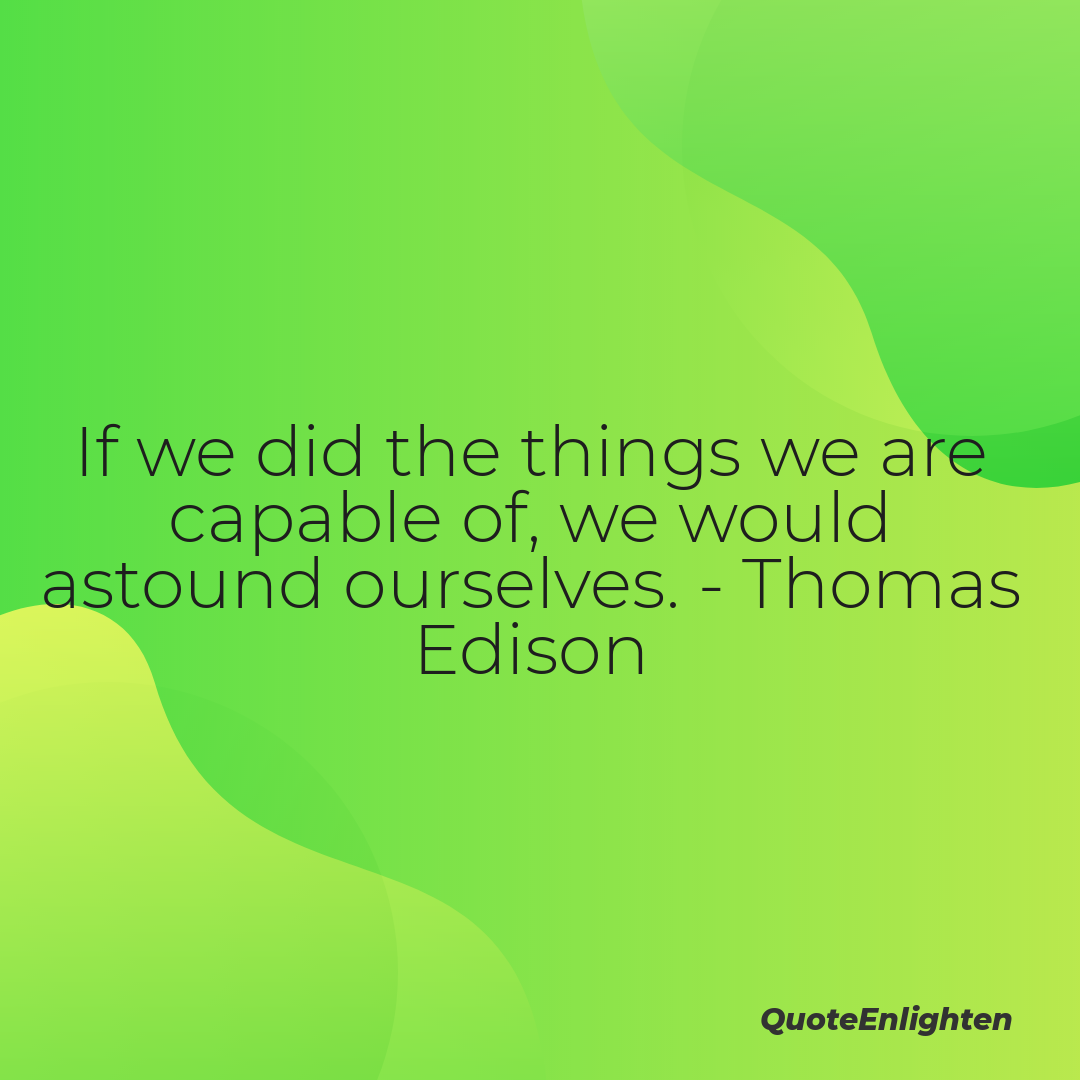 If we did the things we are
capable of, we would
astound ourselves. - Thomas
Edison
QuoteEnlighten